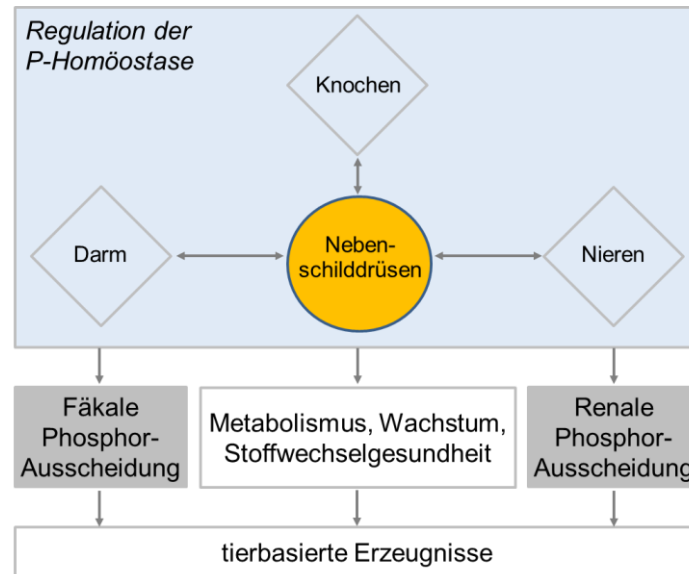 Regulation der
P-Homöostase
Knochen
Darm
Neben-
schilddrüsen
Nieren
Fäkale
Phosphor-
Ausscheidung
Metabolismus, Wachstum,
Stoffwechselgesundheit
Renale
Phosphor-
Ausscheidung
tierbasierte Erzeugnisse